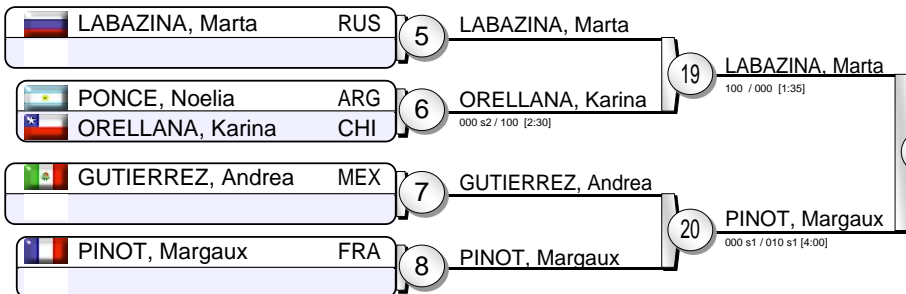 LABAZINA, Marta RUS
5
LABAZINA, Marta
19
LABAZINA, Marta
100 / 000 [1:35]
PONCE, Noelia ARG
ORELLANA, Karina CHI
6
ORELLANA, Karina
000 s2 / 100 [2:30]
GUTIERREZ, Andrea MEX
7
GUTIERREZ, Andrea
20
PINOT, Margaux
000 s1 / 010 s1 [4:00]
PINOT, Margaux FRA
8
PINOT, Margaux